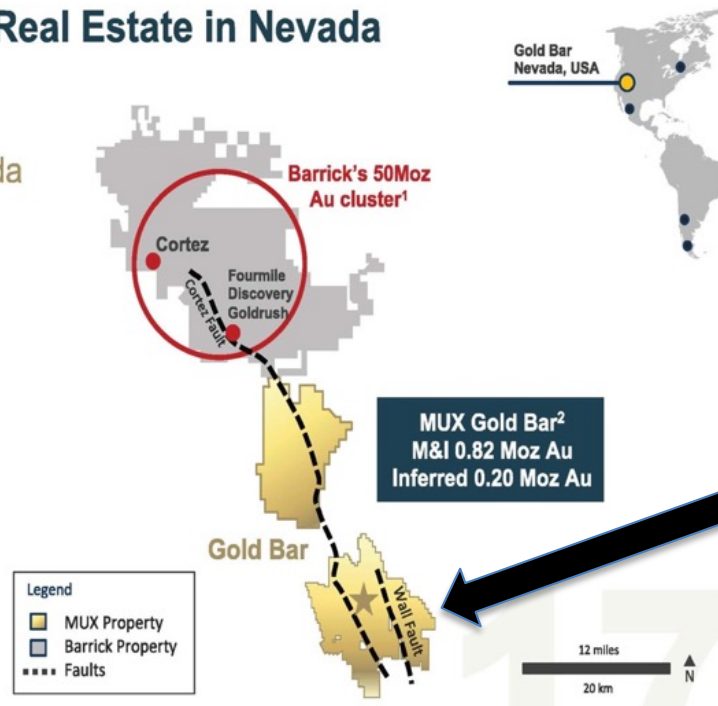 Real Estate in Nevada
da
Gold Bar
Nevada, USA
Barrick's 50Moz
Au cluster¹
Cortez
Fourmile
Discovery
Goldrush
Cortez Fault
MUX Gold Bar²
M&I 0.82 Moz Au
Inferred 0.20 Moz Au
Gold Bar
Wall Fault
Legend
MUX Property
Barrick Property
Faults
12 miles
20 km
N
17